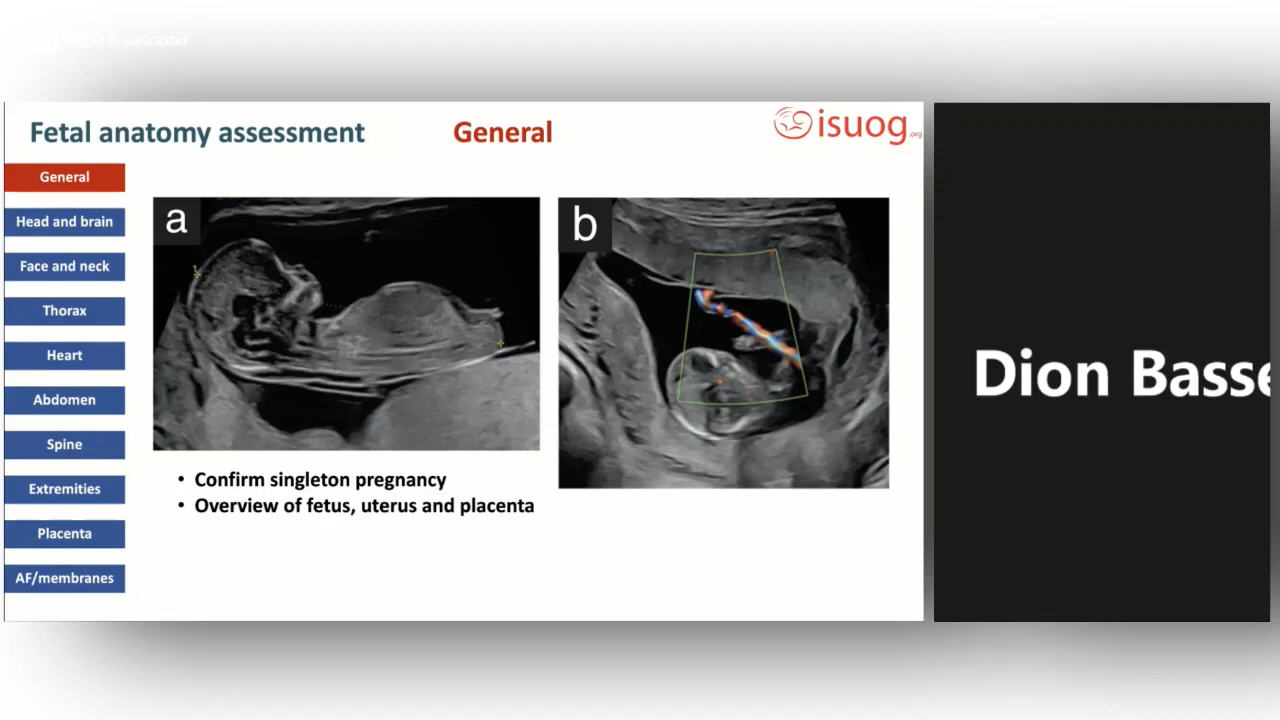 Broadcaster
Fetal anatomy assessment
General
isuog.org
General
Head and brain
Face and neck
Thorax
Heart
Abdomen
Spine
Extremities
Placenta
AF/membranes
a
b
• Confirm singleton pregnancy
• Overview of fetus, uterus and placenta
Dion Basse